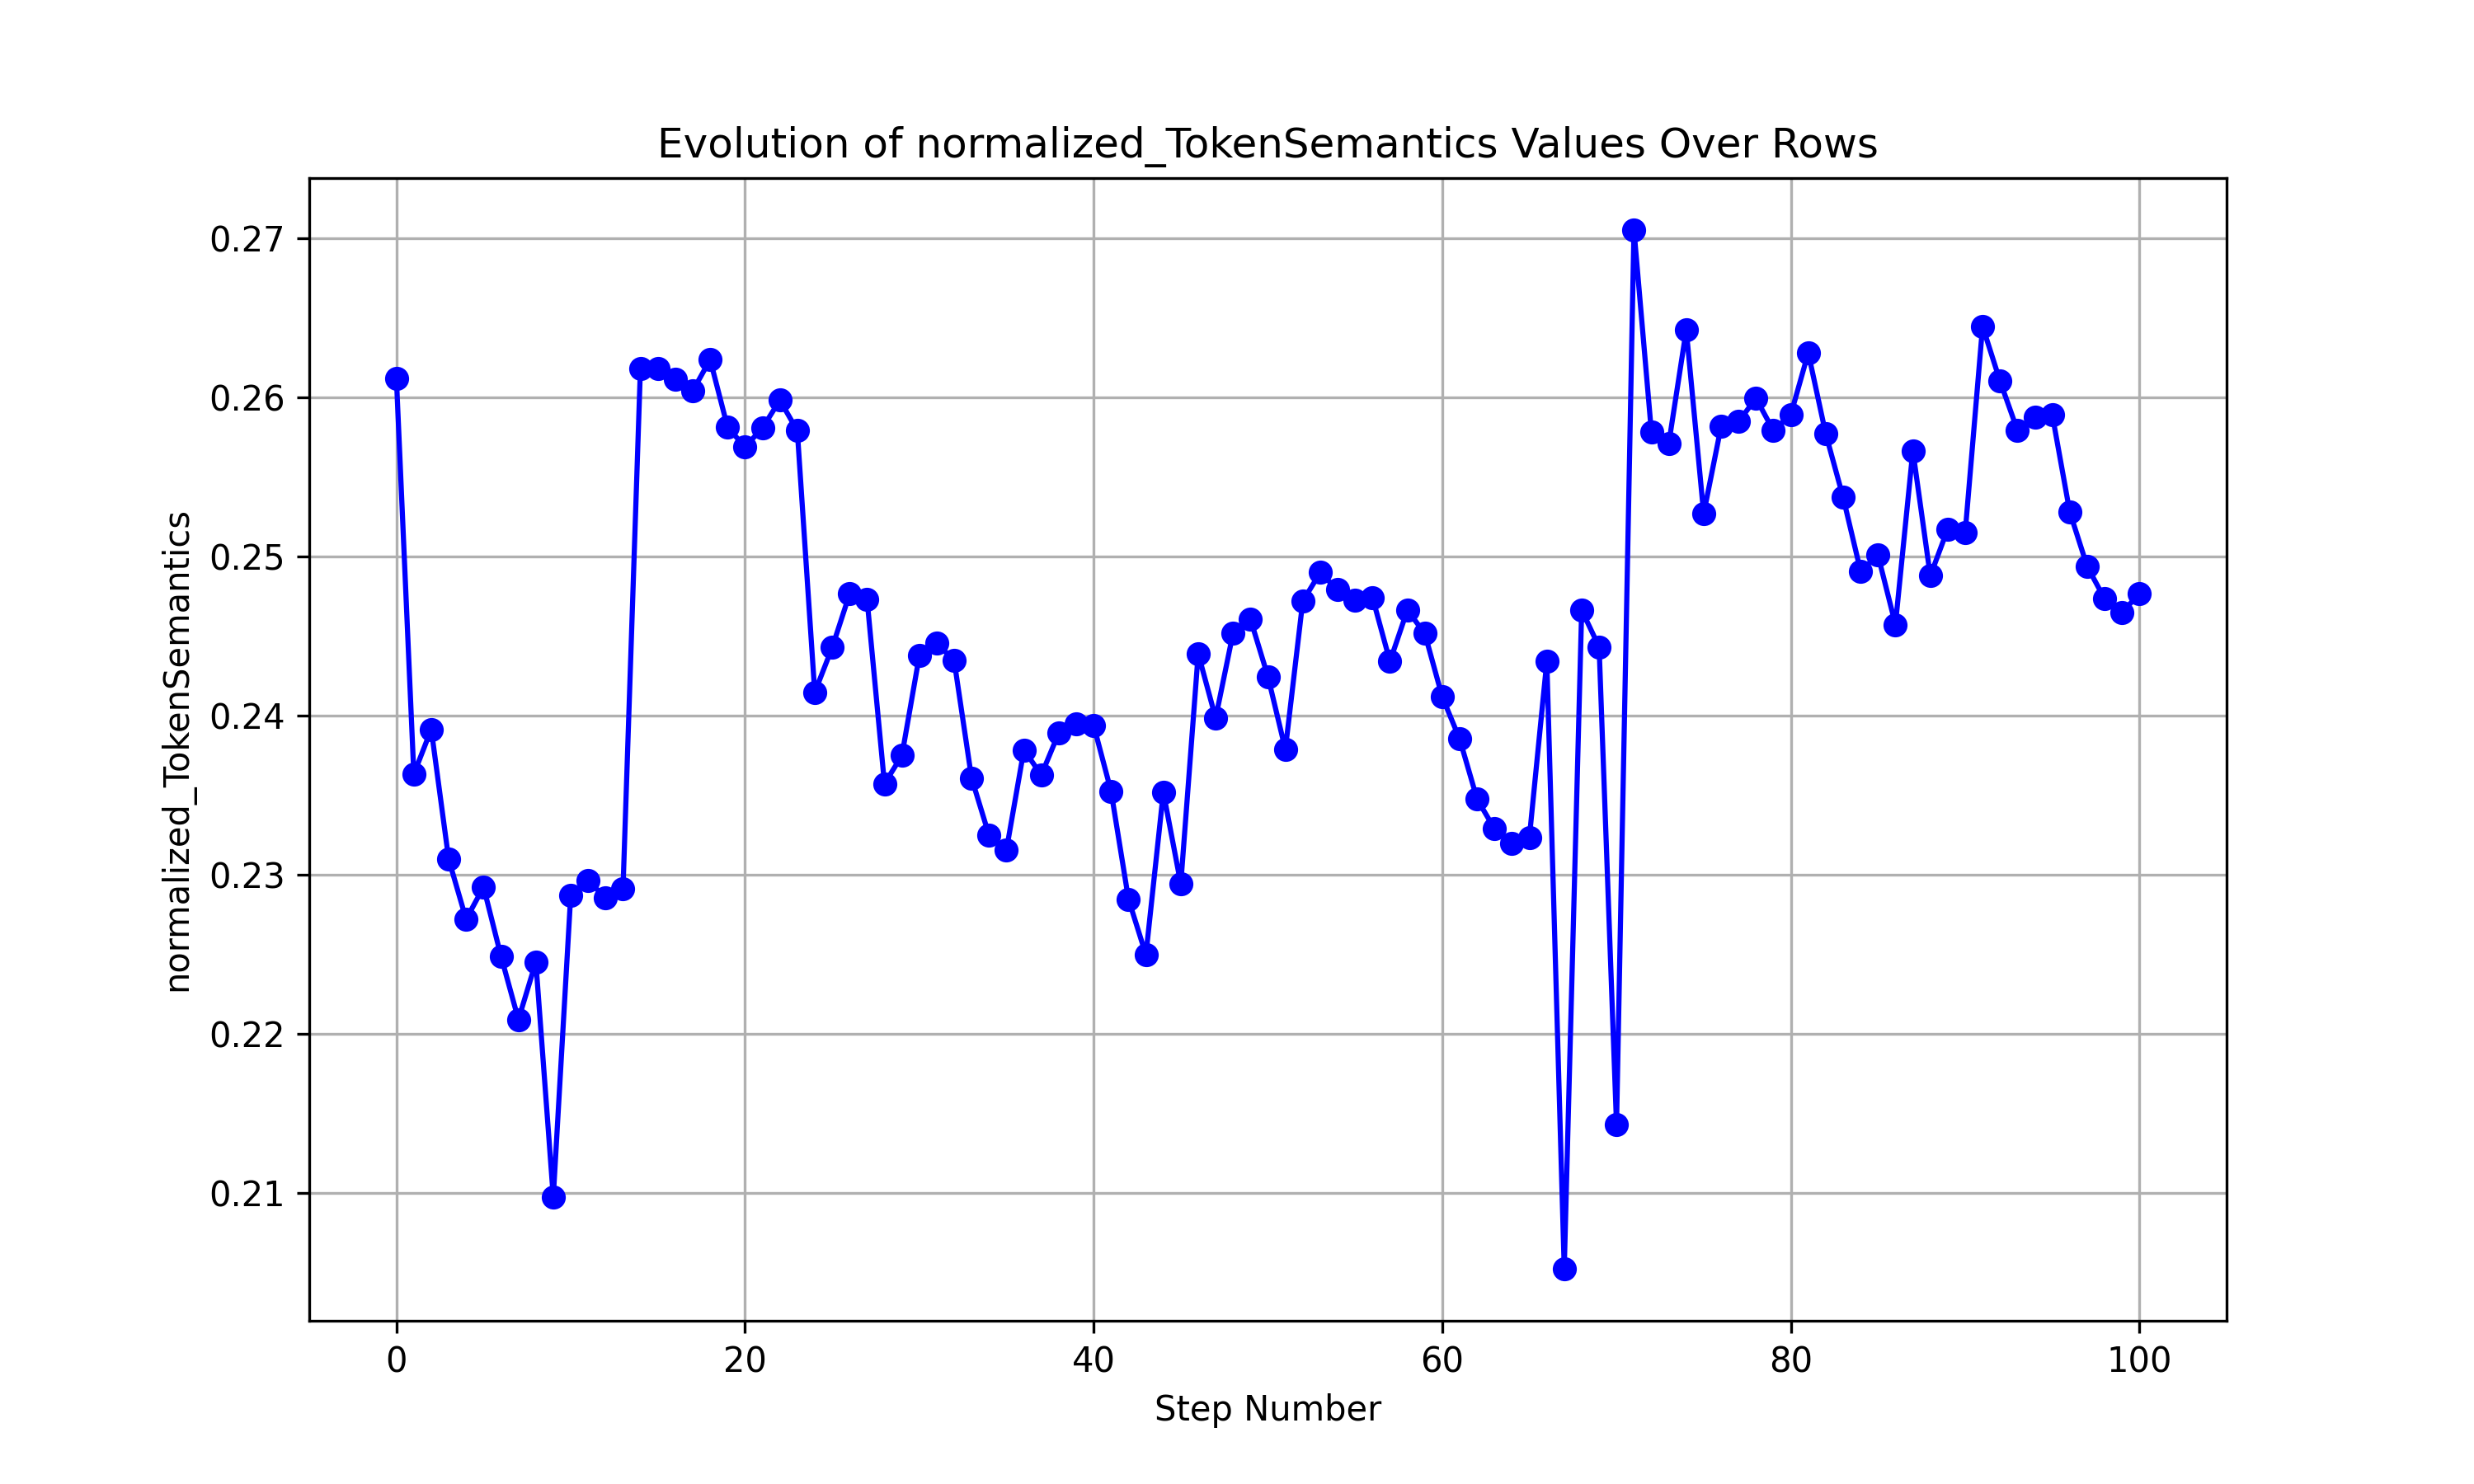 Evolution of normalized_TokenSemantics Values Over Rows
normalized_TokenSemantics
0.27
0.26
0.25
0.24
0.23
0.22
0.21
0 20 40 60 80 100
Step Number